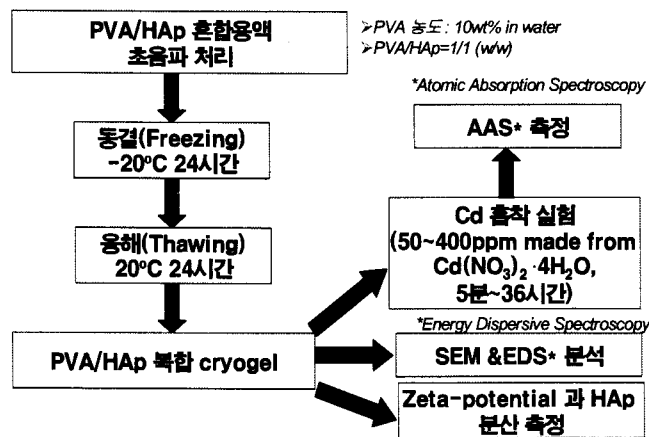 PVA/HAp 혼합용액
초음파 처리
➢PVA 농도 : 10wt% in water
➢PVA/HAp=1/1 (w/w)
동결(Freezing)
-20ºC 24시간
융해(Thawing)
20ºC 24시간
PVA/HAp 복합 cryogel
*Atomic Absorption Spectroscopy
AAS* 측정
Cd 흡착 실험
(50~400ppm made from
Cd(NO₃)₂·4H₂O,
5분~36시간)
*Energy Dispersive Spectroscopy
SEM &EDS* 분석
Zeta-potential 과 HAp
분산 측정